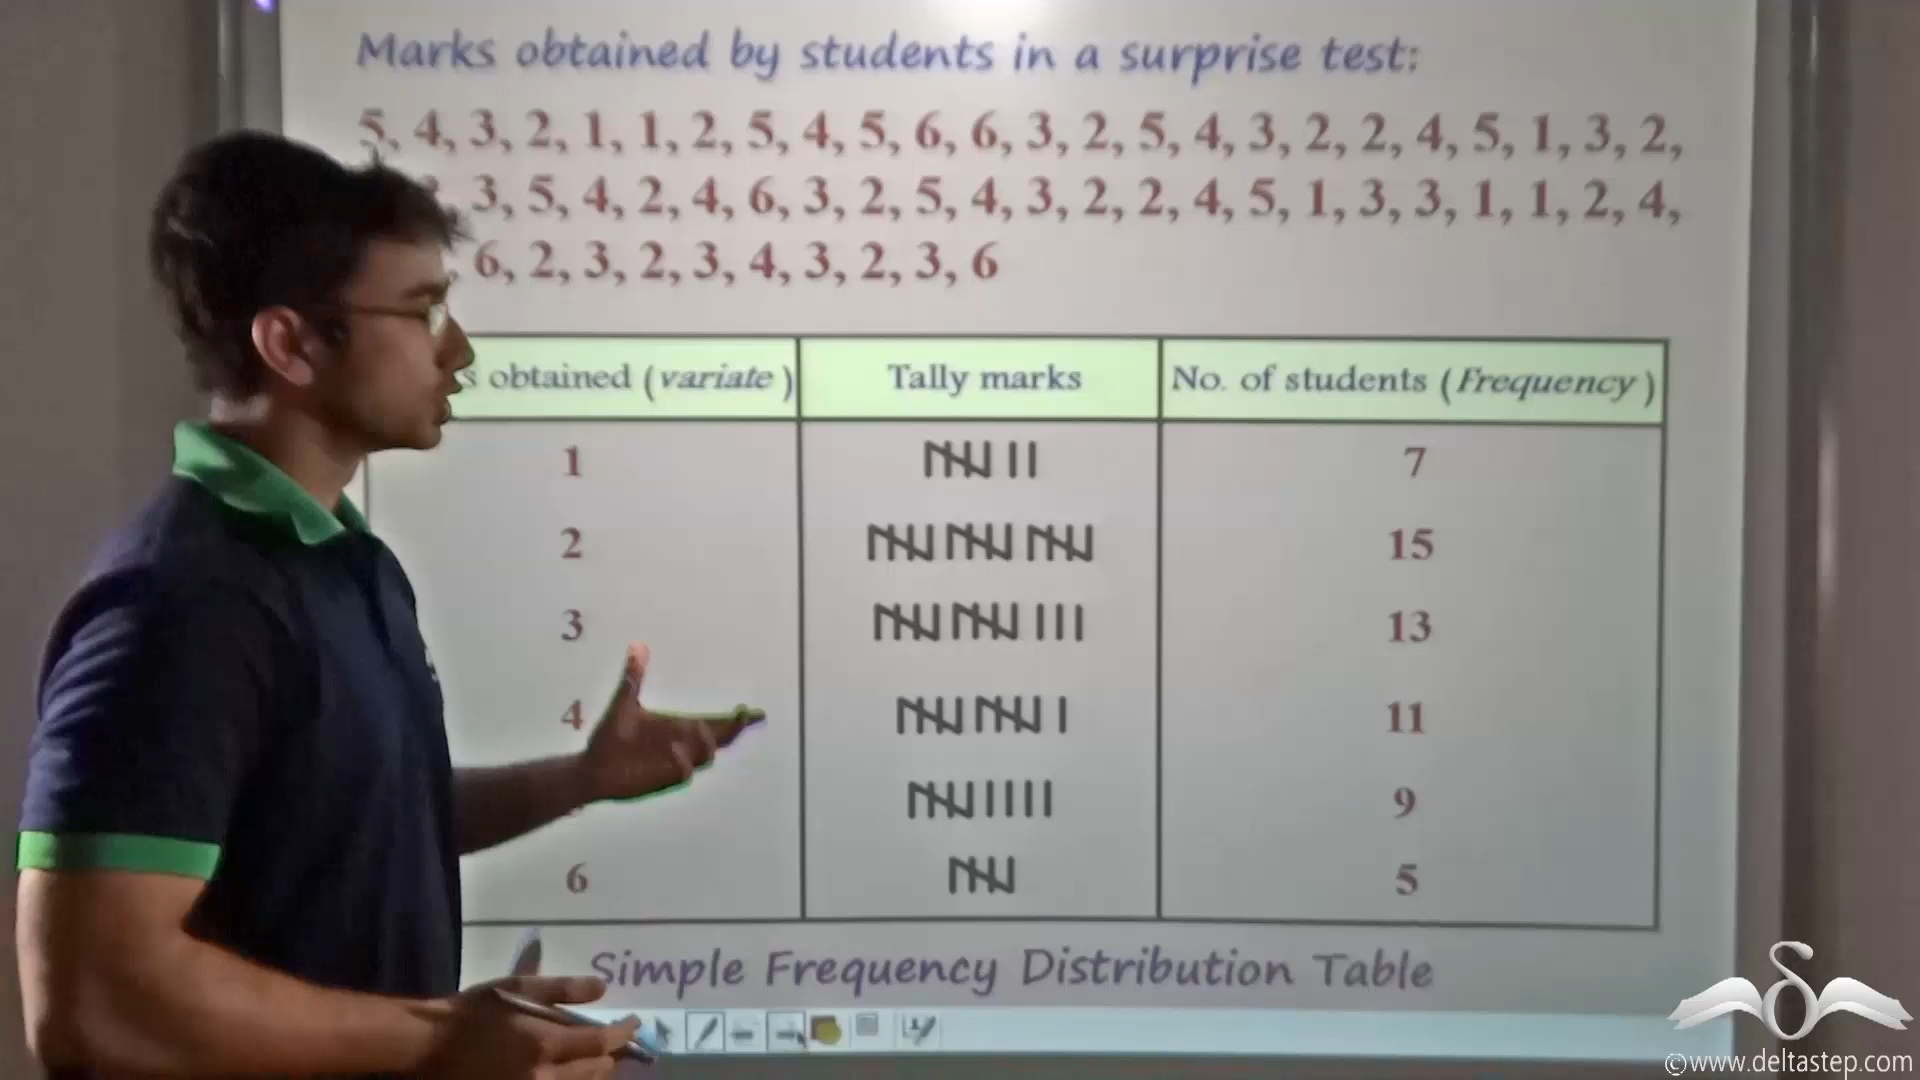 Marks obtained by students in a surprise test:
5, 4, 3, 2, 1, 1, 2, 5, 4, 5, 6, 6, 3, 2, 5, 4, 3, 2, 2, 4, 5, 1, 3, 2,
3, 5, 4, 2, 4, 6, 3, 2, 5, 4, 3, 2, 2, 4, 5, 1, 3, 3, 1, 1, 2, 4,
6, 2, 3, 2, 3, 4, 3, 2, 3, 6
s obtained (variate) Tally marks No. of students (Frequency)
1 7
2 15
3 13
4 11
9
6 5
Simple Frequency Distribution Table
©www.deltastep.com